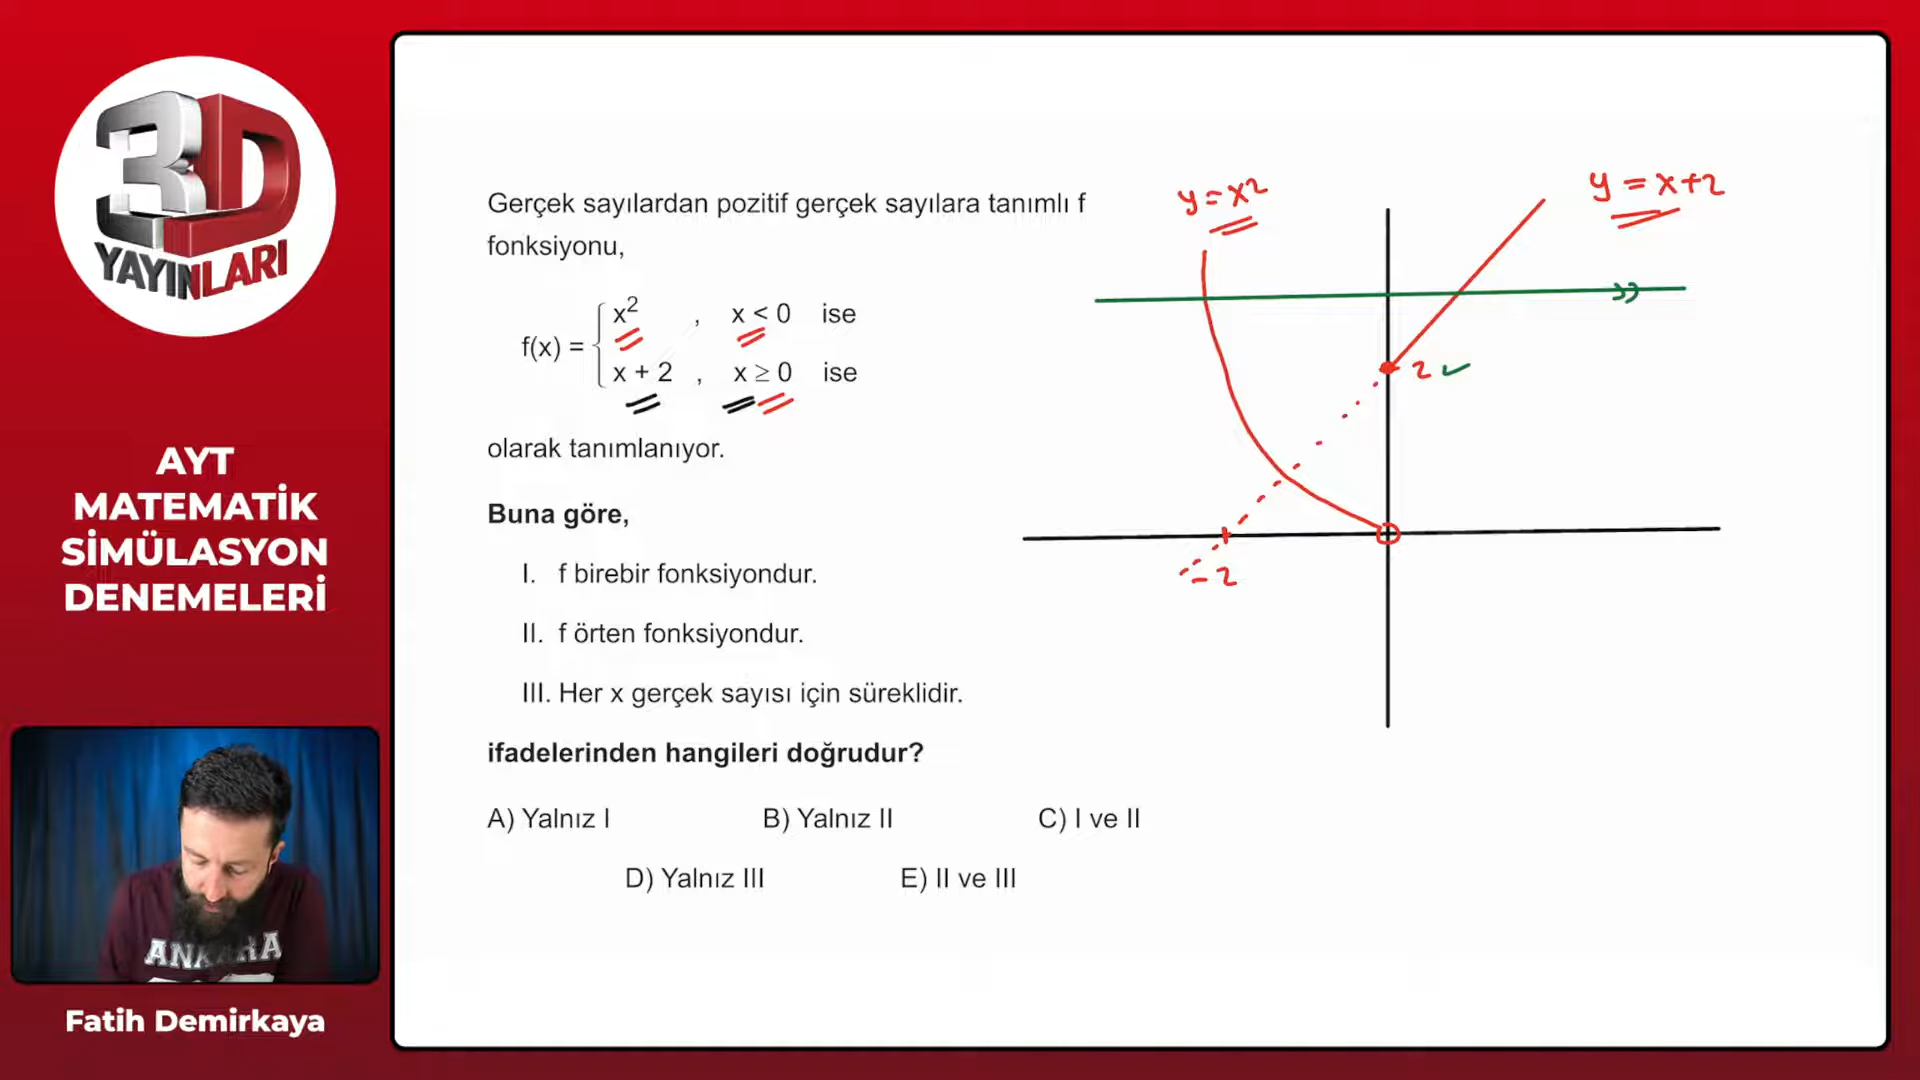 3D
YAYINLARI
AYT
MATEMATİK
SİMÜLASYON
DENEMELERİ
ANKARA
Fatih Demirkaya
Gerçek sayılardan pozitif gerçek sayılara tanımlı f
fonksiyonu,
f(x) = { x² , x < 0 ise
x + 2 , x ≥ 0 ise
olarak tanımlanıyor.
Buna göre,
I. f birebir fonksiyondur.
II. f örten fonksiyondur.
III. Her x gerçek sayısı için süreklidir.
ifadelerinden hangileri doğrudur?
A) Yalnız I B) Yalnız II C) I ve II
D) Yalnız III E) II ve III
y = x²
y = x+2
2
-2